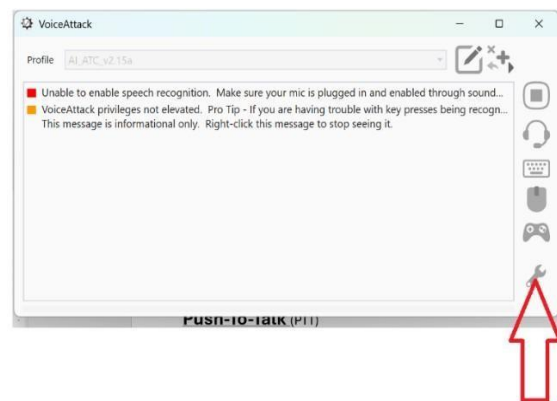 VoiceAttack
Profile AI_ATC_v2.15a
Unable to enable speech recognition. Make sure your mic is plugged in and enabled through sound...
VoiceAttack privileges not elevated. Pro Tip - If you are having trouble with key presses being recogn...
This message is informational only. Right-click this message to stop seeing it.
Push-To-Talk (PTT)